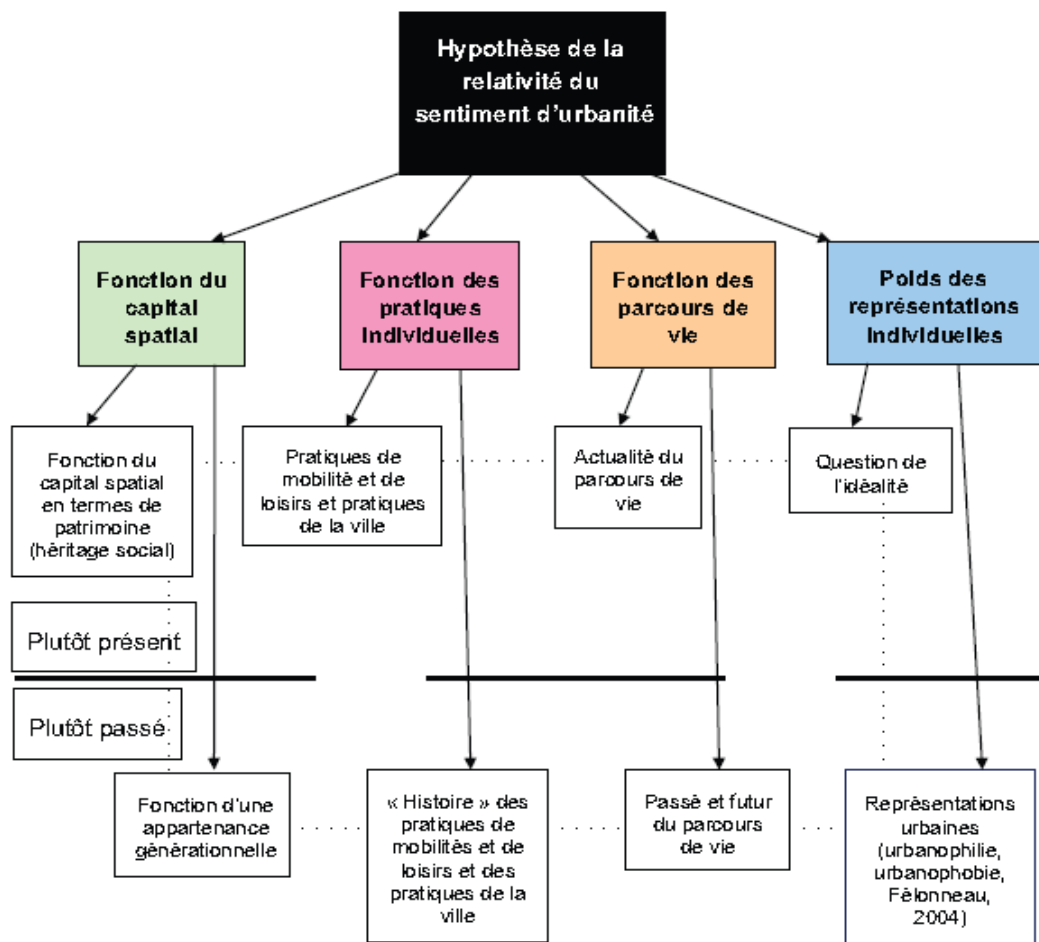 Hypothèse de la
relativité du
sentiment d'urbanité
Fonction du
capital
spatial
Fonction des
pratiques
individuelles
Fonction des
parcours de
vie
Poids des
représentations
individuelles
Fonction du
capital spatial
en termes de
patrimoine
(héritage social)
Pratiques de
mobilité et de
loisirs et pratiques
de la ville
Actualité du
parcours de
vie
Question de
l'idéalité
Plutôt présent
Plutôt passé
Fonction d'une
appartenance
générationnelle
« Histoire » des
pratiques de
mobilités et de
loisirs et des
pratiques de la
ville
Passé et futur
du parcours
de vie
Représentations
urbaines
(urbanophilie,
urbanophobie,
Félonneau,
2004)